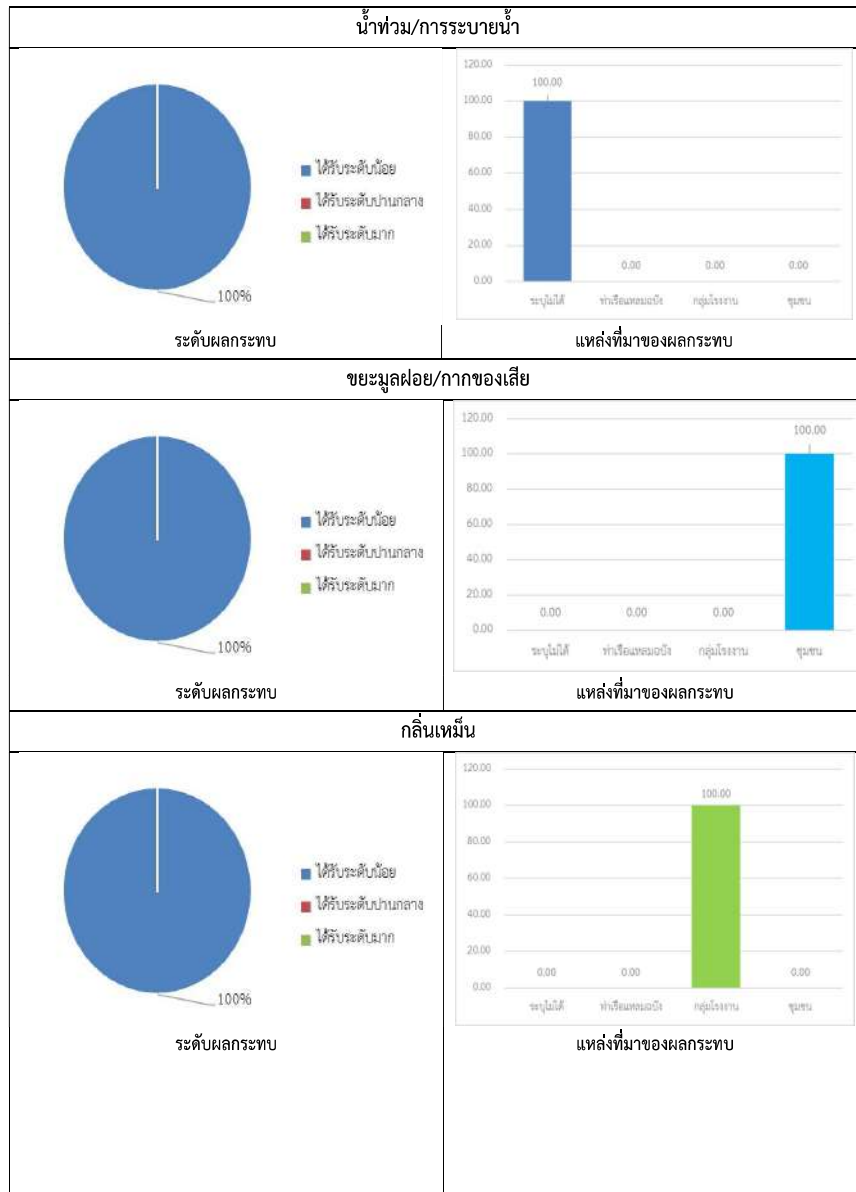 น้ำท่วม/การระบายน้ำ
ได้รับระดับน้อย
ได้รับระดับปานกลาง
ได้รับระดับมาก
100%
ระดับผลกระทบ
120.00
100.00
80.00
60.00
40.00
20.00
0.00
100.00
0.00
0.00
0.00
ระบุไม่ได้ ท่าเรือแหลมฉบัง กลุ่มโรงงาน ชุมชน
แหล่งที่มาของผลกระทบ
ขยะมูลฝอย/กากของเสีย
ได้รับระดับน้อย
ได้รับระดับปานกลาง
ได้รับระดับมาก
100%
ระดับผลกระทบ
120.00
100.00
80.00
60.00
40.00
20.00
0.00
0.00
0.00
0.00
100.00
ระบุไม่ได้ ท่าเรือแหลมฉบัง กลุ่มโรงงาน ชุมชน
แหล่งที่มาของผลกระทบ
กลิ่นเหม็น
ได้รับระดับน้อย
ได้รับระดับปานกลาง
ได้รับระดับมาก
100%
ระดับผลกระทบ
120.00
100.00
80.00
60.00
40.00
20.00
0.00
0.00
0.00
100.00
0.00
ระบุไม่ได้ ท่าเรือแหลมฉบัง กลุ่มโรงงาน ชุมชน
แหล่งที่มาของผลกระทบ